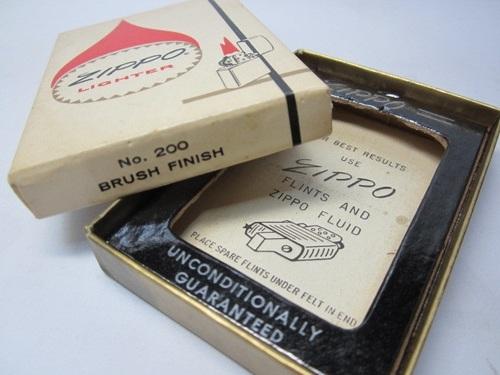 ZIPPO
LIGHTER
No. 200
BRUSH FINISH
Zippo
BEST RESULTS
USE
ZIPPO
FLINTS AND
ZIPPO FLUID
PLACE SPARE FLINTS UNDER FELT IN END
UNCONDITIONALLY
GUARANTEED